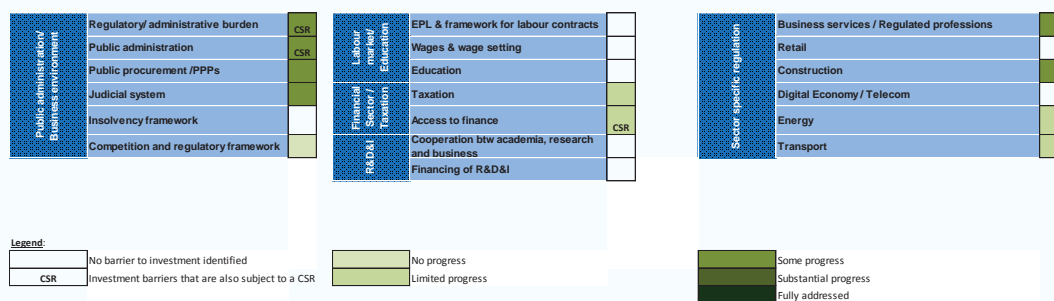 Public administration/
Business environment
Regulatory/ administrative burden
CSR
Public administration
CSR
Public procurement /PPPs
Judicial system
Insolvency framework
Competition and regulatory framework
Labour
market/
Education
EPL & framework for labour contracts
Wages & wage setting
Education
Financial
Sector /
Taxation
Taxation
Access to finance
CSR
R&D&I
Cooperation btw academia, research
and business
Financing of R&D&I
Sector specific regulation
Business services / Regulated professions
Retail
Construction
Digital Economy / Telecom
Energy
Transport
Legend:
No barrier to investment identified
CSR
Investment barriers that are also subject to a CSR
No progress
Limited progress
Some progress
Substantial progress
Fully addressed